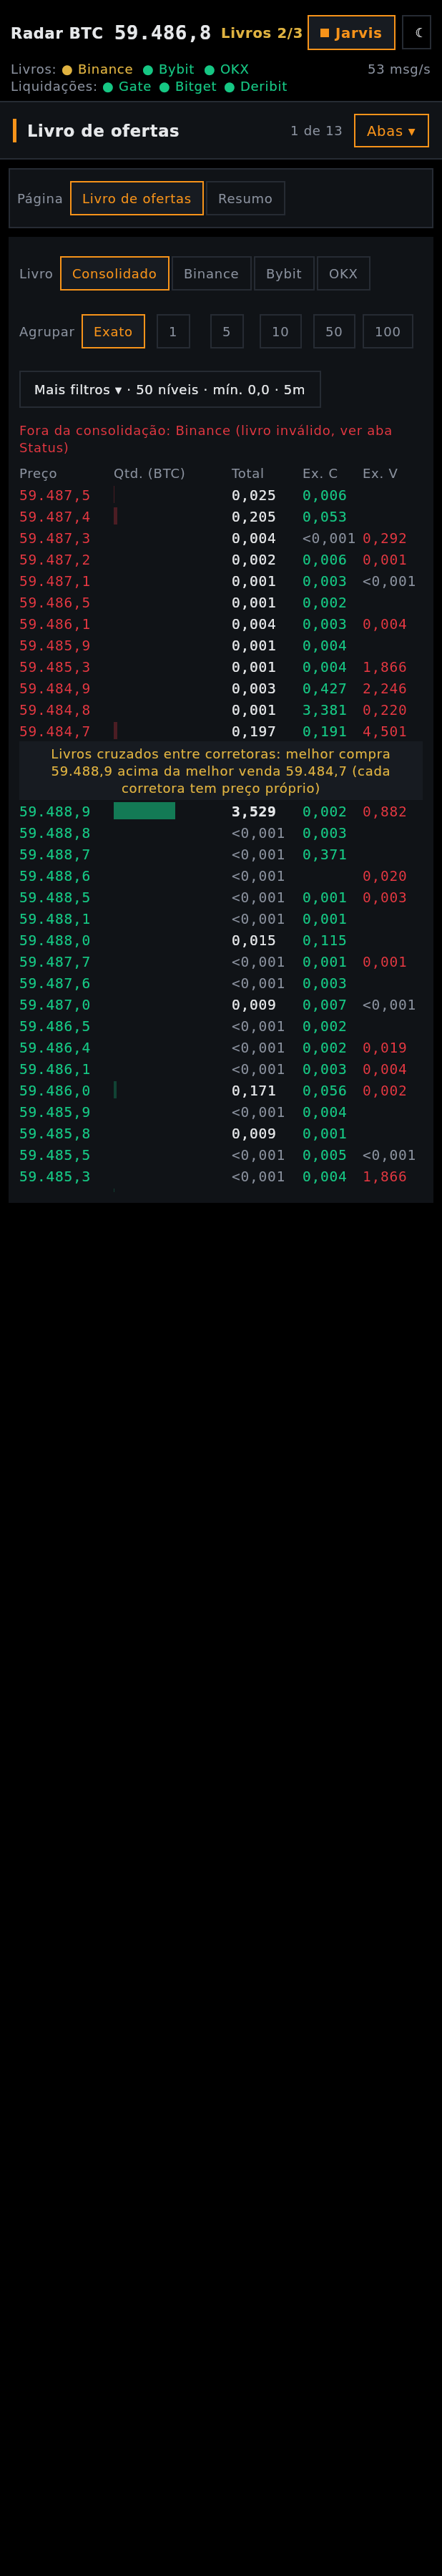 Radar BTC 59.486,8 Livros 2/3 Jarvis ☾
Livros: Binance Bybit OKX 53 msg/s
Liquidações: Gate Bitget Deribit
Livro de ofertas 1 de 13 Abas ▾
Página Livro de ofertas Resumo
Livro Consolidado Binance Bybit OKX
Agrupar Exato 1 5 10 50 100
Mais filtros ▾ · 50 níveis · mín. 0,0 · 5m
Fora da consolidação: Binance (livro inválido, ver aba
Status)
Preço Qtd. (BTC) Total Ex. C Ex. V
59.487,5 0,025 0,006
59.487,4 0,205 0,053
59.487,3 0,004 <0,001 0,292
59.487,2 0,002 0,006 0,001
59.487,1 0,001 0,003 <0,001
59.486,5 0,001 0,002
59.486,1 0,004 0,003 0,004
59.485,9 0,001 0,004
59.485,3 0,001 0,004 1,866
59.484,9 0,003 0,427 2,246
59.484,8 0,001 3,381 0,220
59.484,7 0,197 0,191 4,501
Livros cruzados entre corretoras: melhor compra
59.488,9 acima da melhor venda 59.484,7 (cada
corretora tem preço próprio)
59.488,9 3,529 0,002 0,882
59.488,8 <0,001 0,003
59.488,7 <0,001 0,371
59.488,6 <0,001 0,020
59.488,5 <0,001 0,001 0,003
59.488,1 <0,001 0,001
59.488,0 0,015 0,115
59.487,7 <0,001 0,001 0,001
59.487,6 <0,001 0,003
59.487,0 0,009 0,007 <0,001
59.486,5 <0,001 0,002
59.486,4 <0,001 0,002 0,019
59.486,1 <0,001 0,003 0,004
59.486,0 0,171 0,056 0,002
59.485,9 <0,001 0,004
59.485,8 0,009 0,001
59.485,5 <0,001 0,005 <0,001
59.485,3 <0,001 0,004 1,866